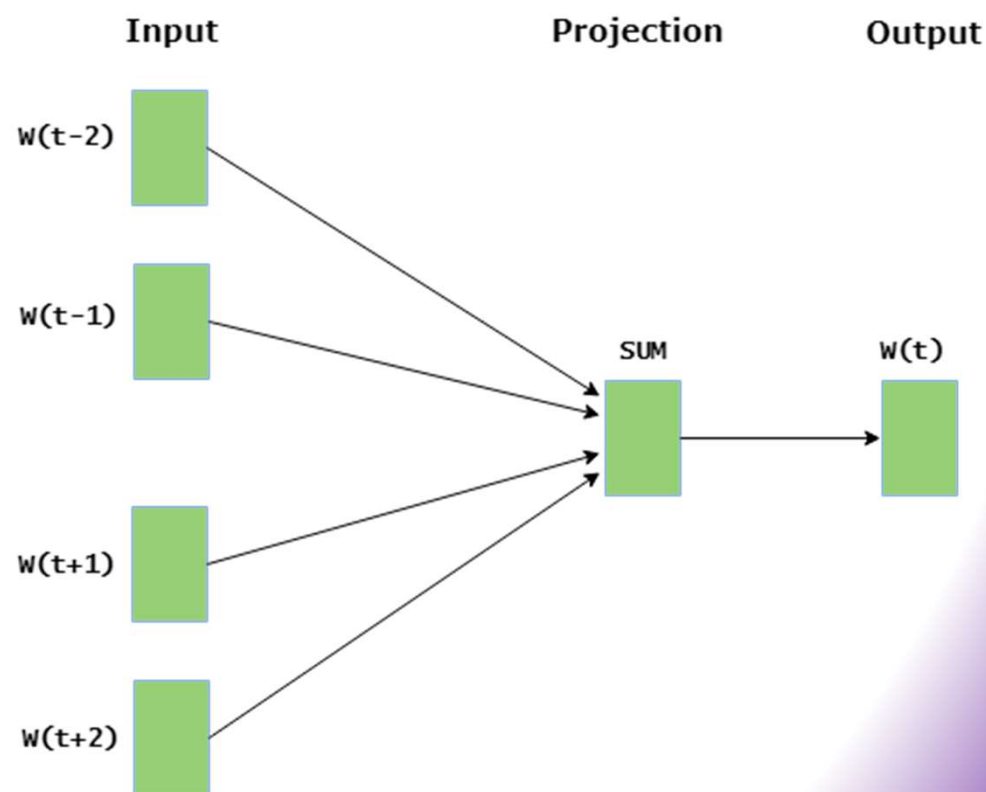 Input Projection Output
W(t-2)
W(t-1)
SUM W(t)
W(t+1)
W(t+2)